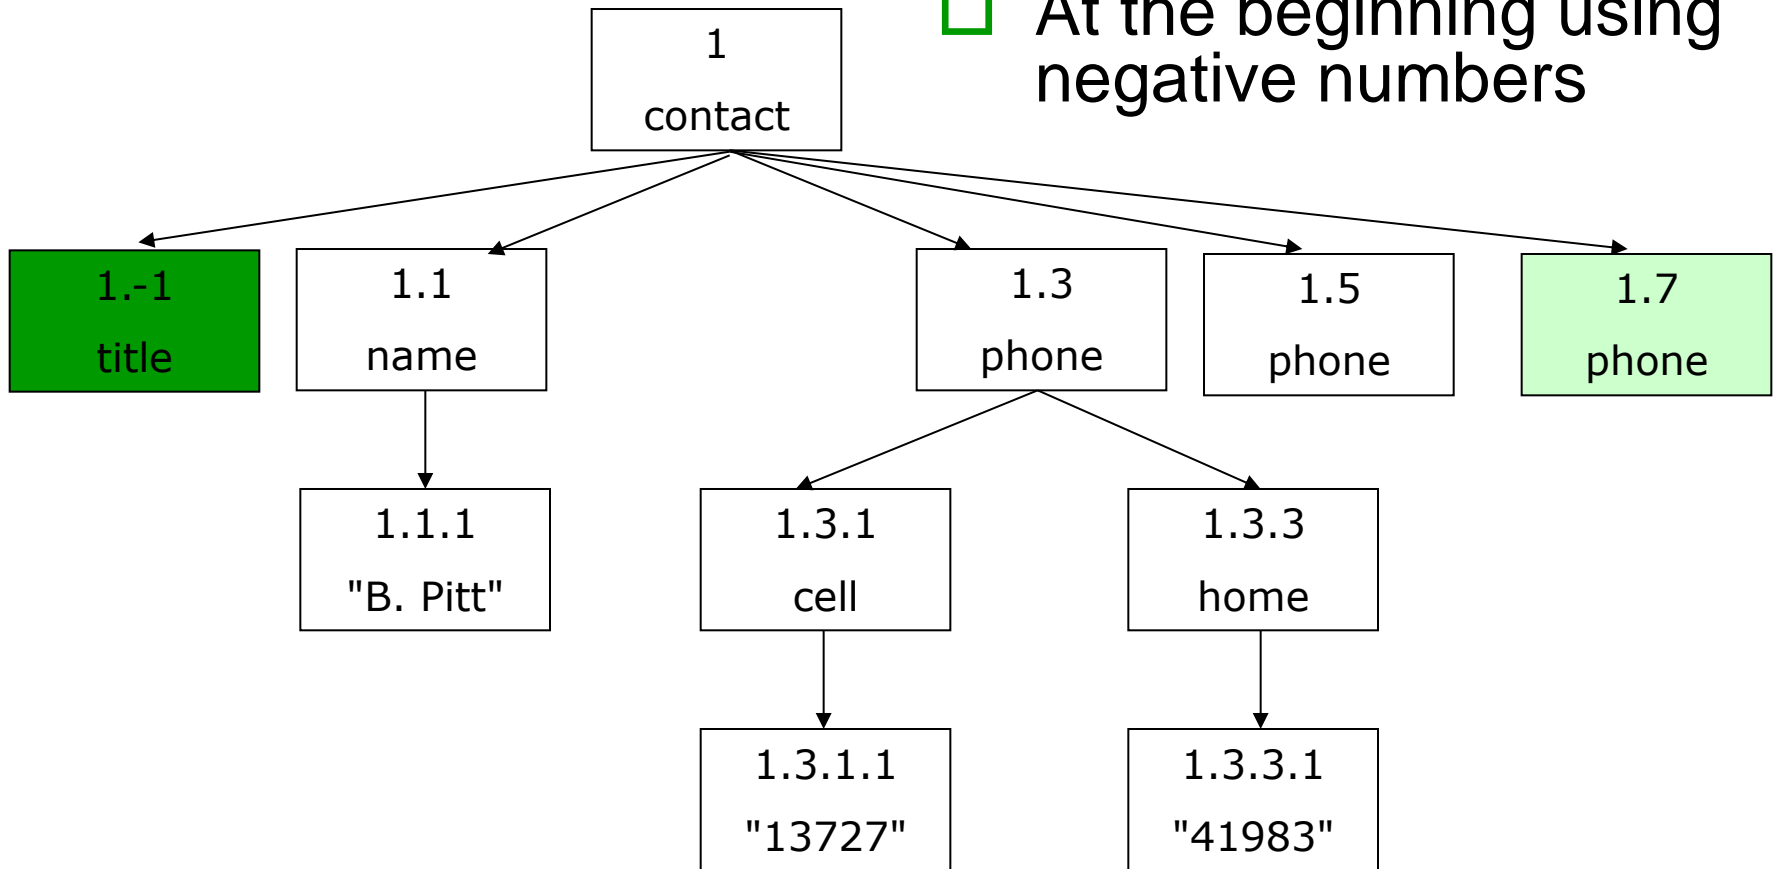 At the beginning using
negative numbers
1
contact
1.-1
title
1.1
name
1.3
phone
1.5
phone
1.7
phone
1.1.1
"B. Pitt"
1.3.1
cell
1.3.3
home
1.3.1.1
"13727"
1.3.3.1
"41983"